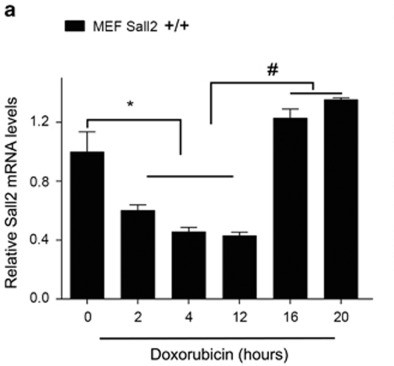 a
MEF Sall2 +/+
#
*
Relative Sall2 mRNA levels
1.2
0.8
0.4
0.0
0 2 4 12 16 20
Doxorubicin (hours)